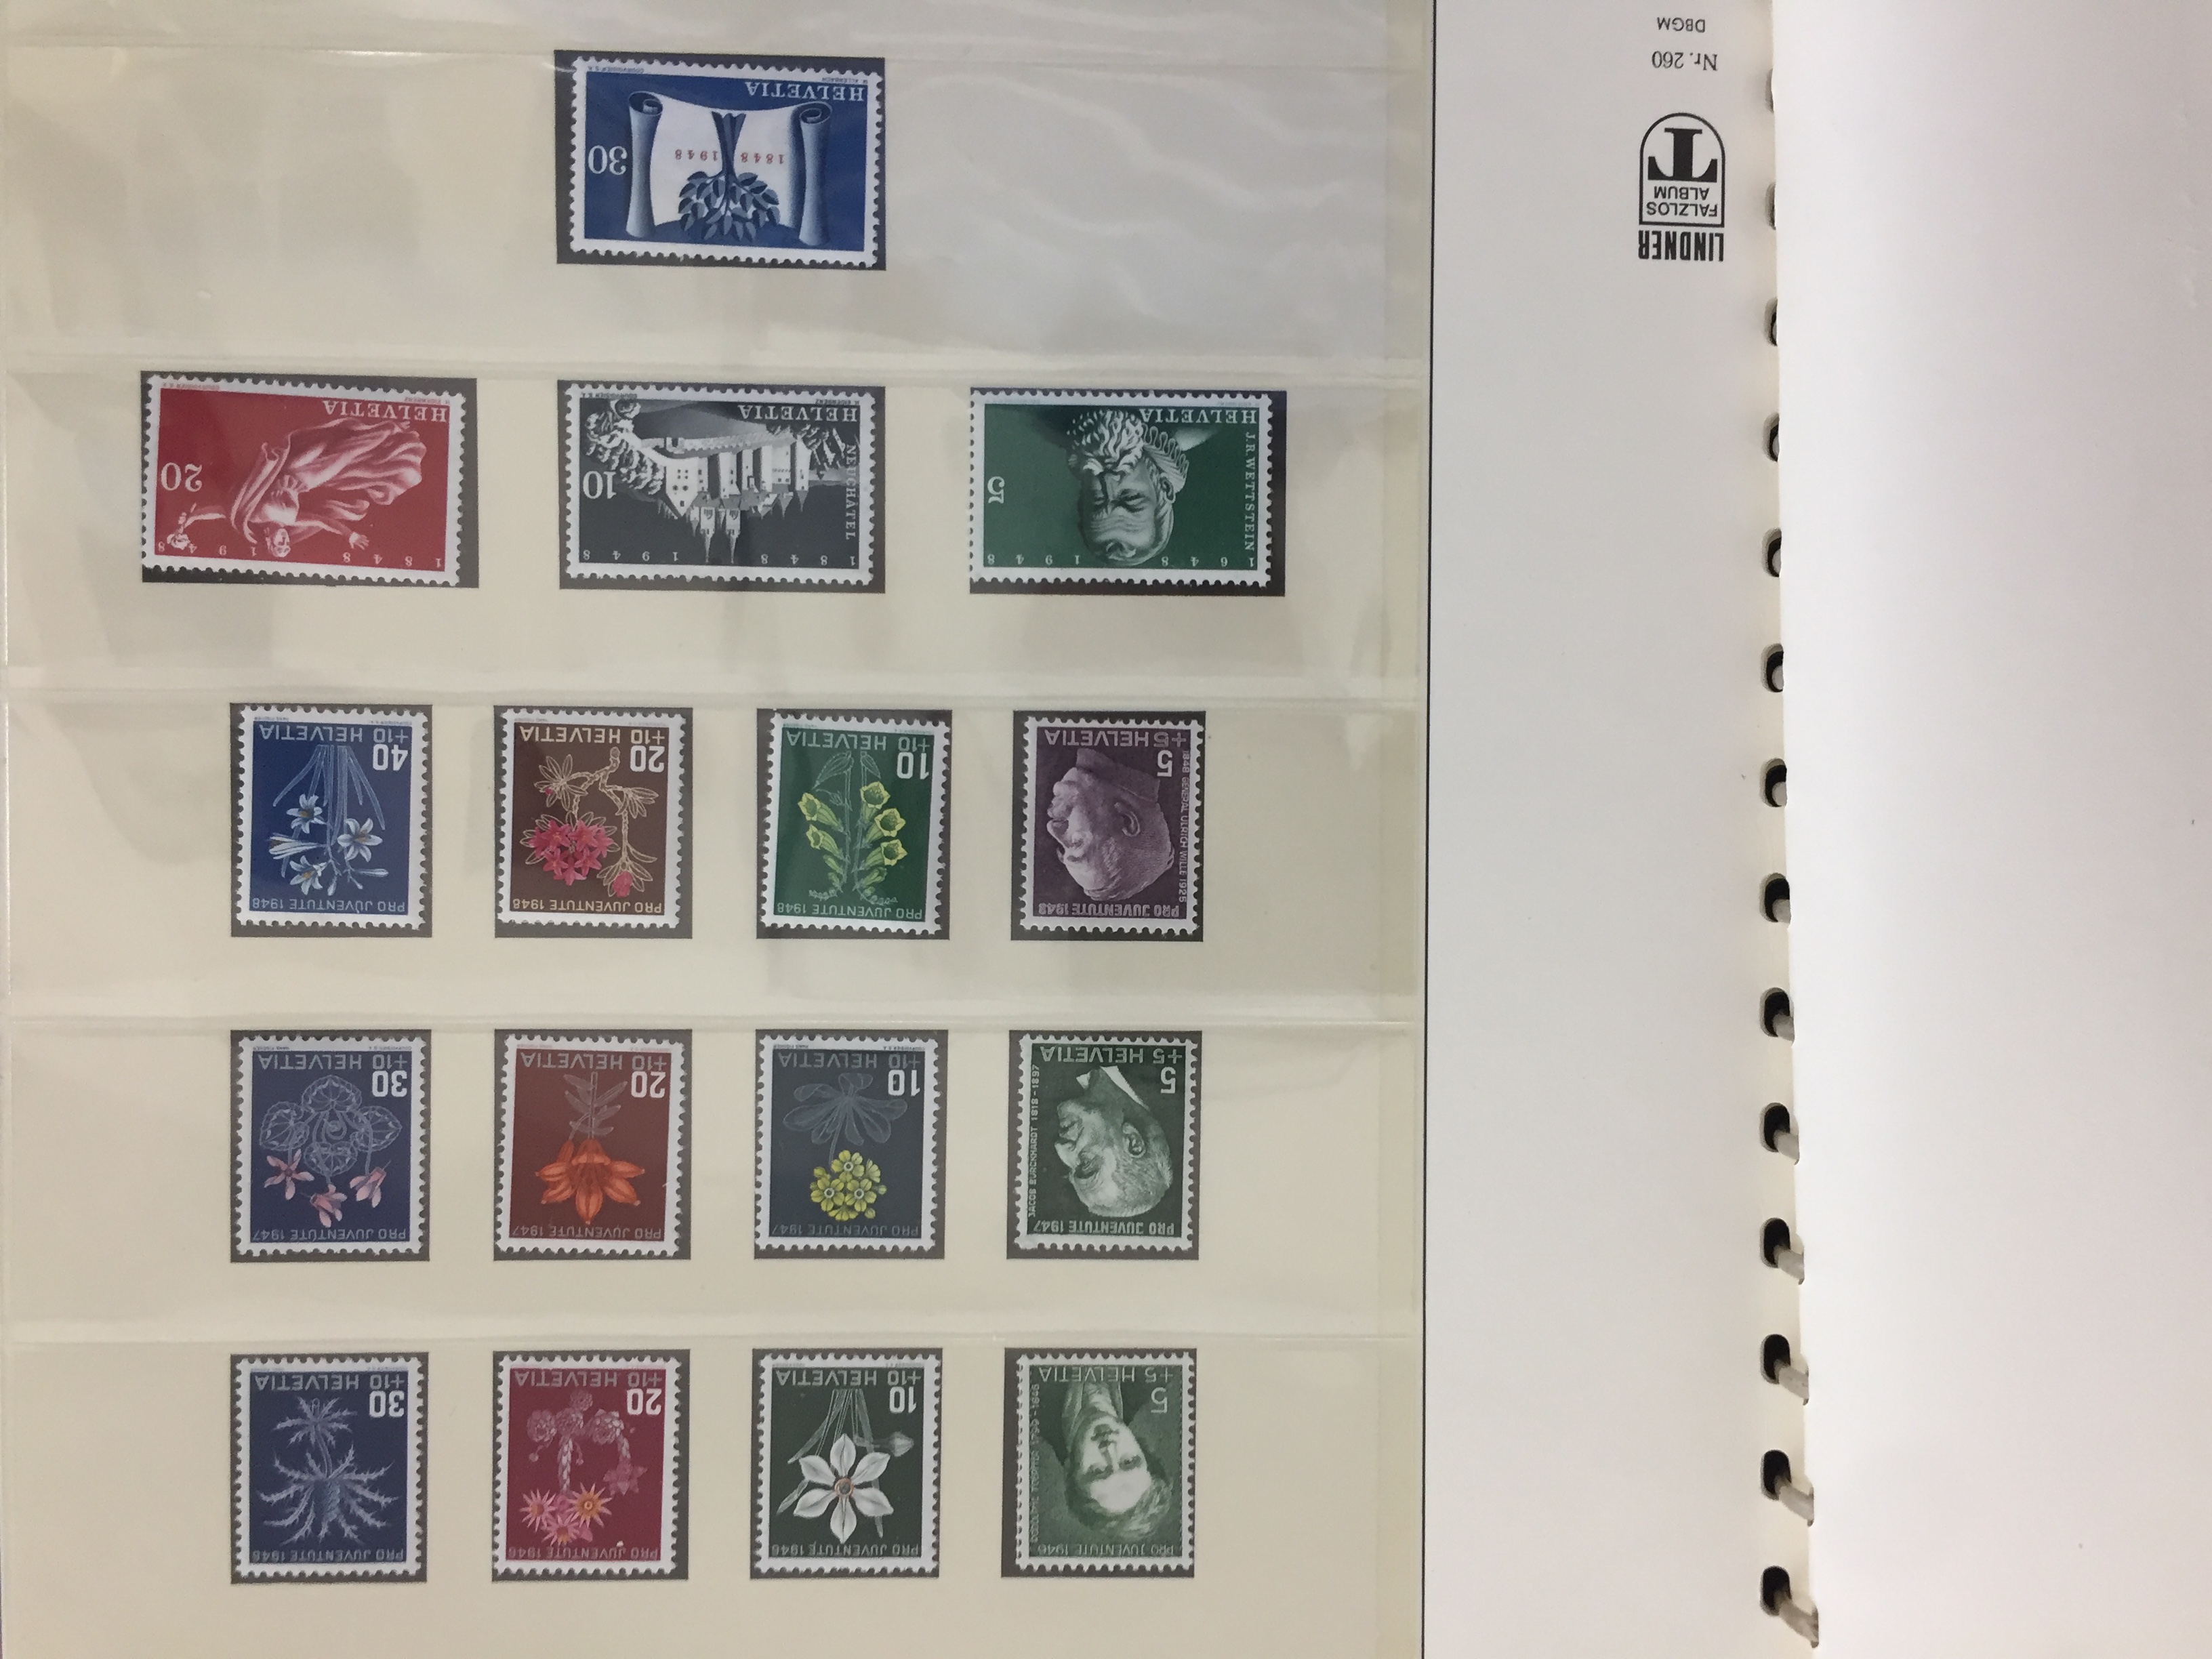 PRO JUVENTUTE 1946
5
+5 HELVETIA
PRO JUVENTUTE 1946
10
+10 HELVETIA
PRO JUVENTUTE 1946
20
+10 HELVETIA
PRO JUVENTUTE 1946
30
+10 HELVETIA
PRO JUVENTUTE 1947
JACOB BURCKHARDT 1818-1897
5
+5 HELVETIA
PRO JUVENTUTE 1947
10
+10 HELVETIA
PRO JUVENTUTE 1947
20
+10 HELVETIA
PRO JUVENTUTE 1947
30
+10 HELVETIA
PRO JUVENTUTE 1948
1848 GENERAL ULRICH WILLE 1925
5
+5 HELVETIA
PRO JUVENTUTE 1948
10
+10 HELVETIA
PRO JUVENTUTE 1948
20
+10 HELVETIA
PRO JUVENTUTE 1948
40
+10 HELVETIA
1648 1948
J.R.WETTSTEIN
5
HELVETIA
1848 1948
NEUCHATEL
10
HELVETIA
1848 1948
20
HELVETIA
1848 1948
30
HELVETIA
LINDNER
FALZLOS
ALBUM
T
Nr. 260
DBGM